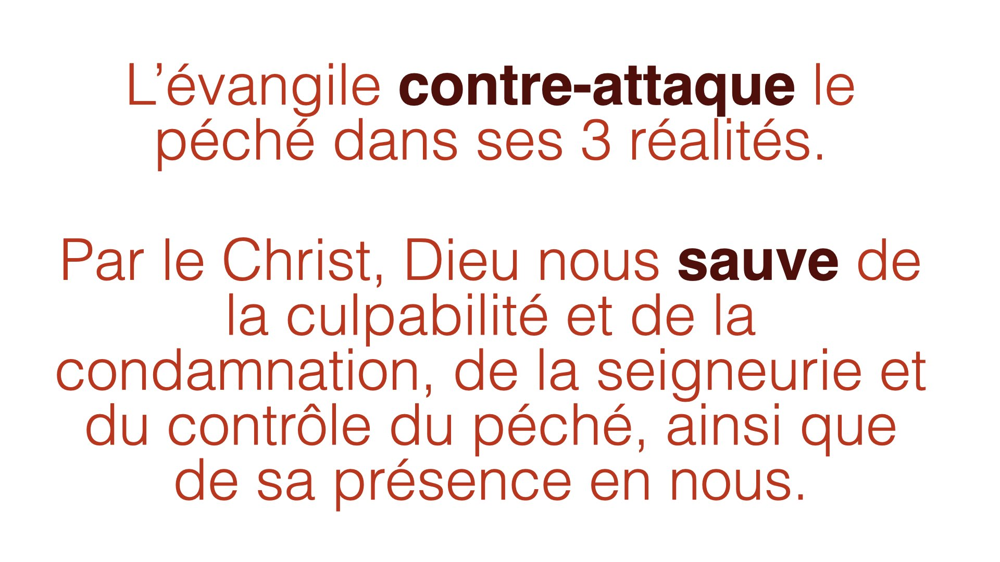 L’évangile contre-attaque le
péché dans ses 3 réalités.
Par le Christ, Dieu nous sauve de
la culpabilité et de la
condamnation, de la seigneurie et
du contrôle du péché, ainsi que
de sa présence en nous.